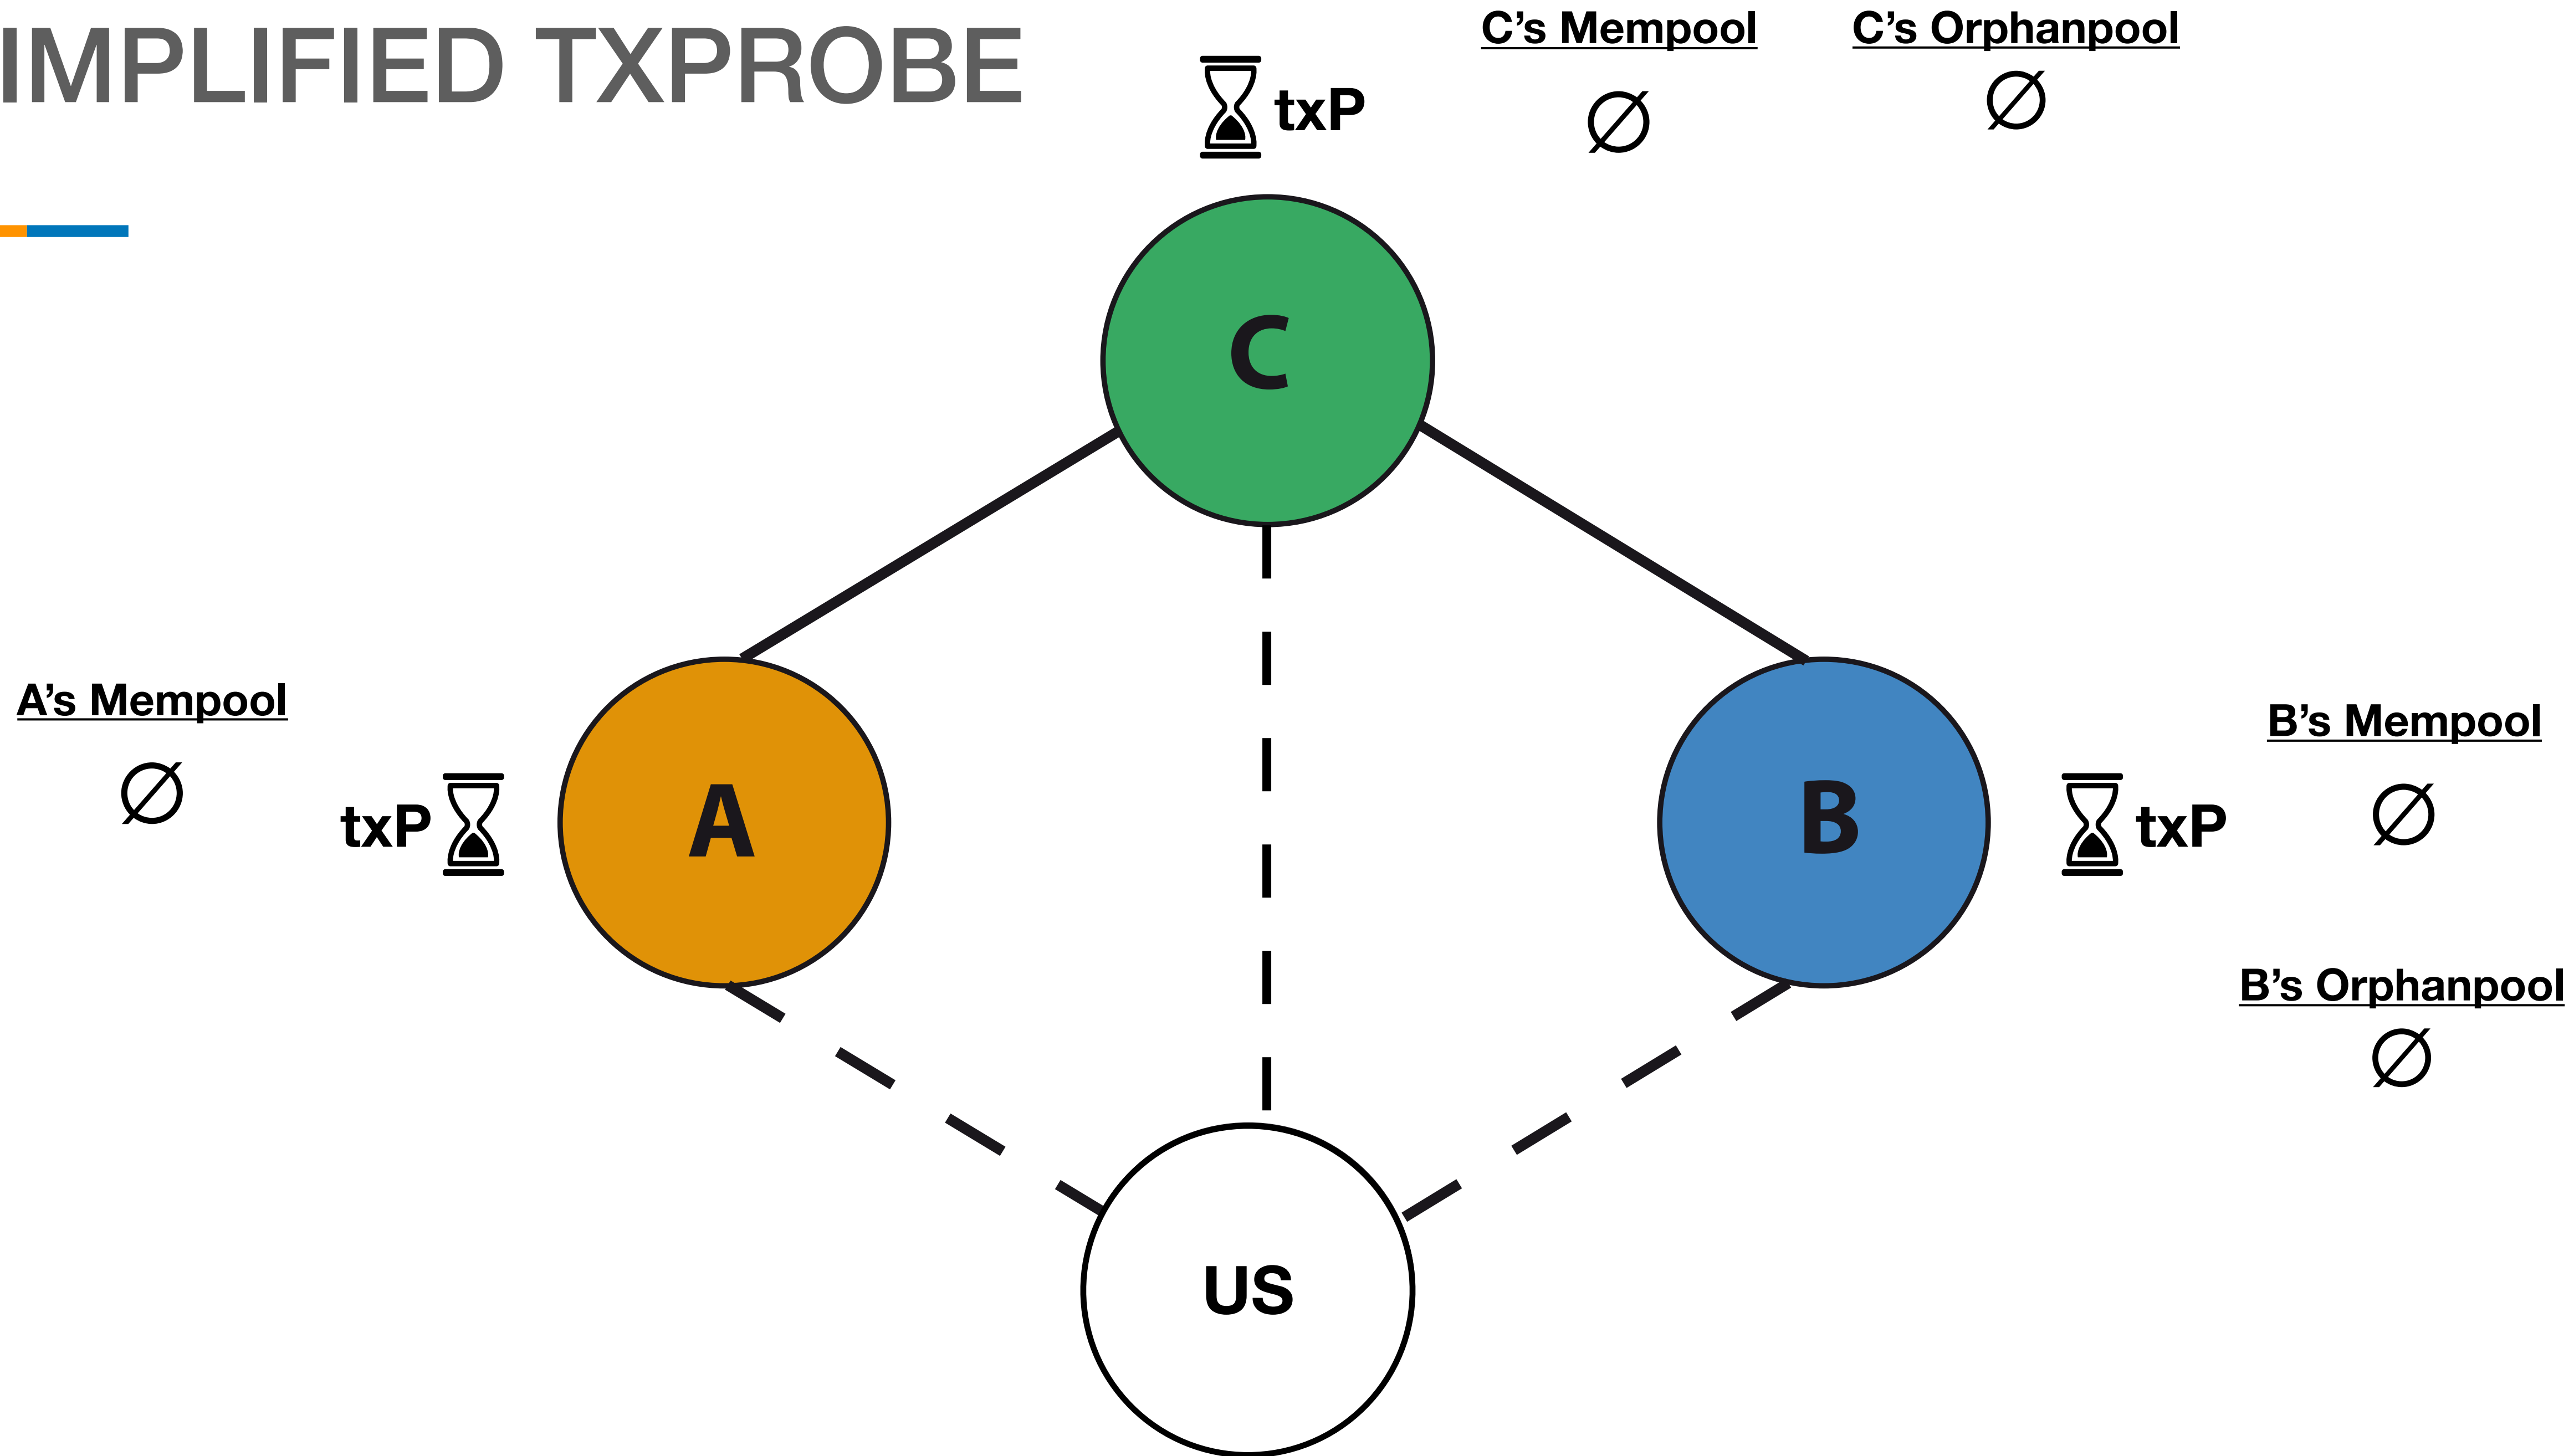 IMPLIFIED TXPROBE
C's Mempool
C's Orphanpool
∅
∅
txP
C
A's Mempool
∅
txP
A
B
txP
B's Mempool
∅
B's Orphanpool
∅
US